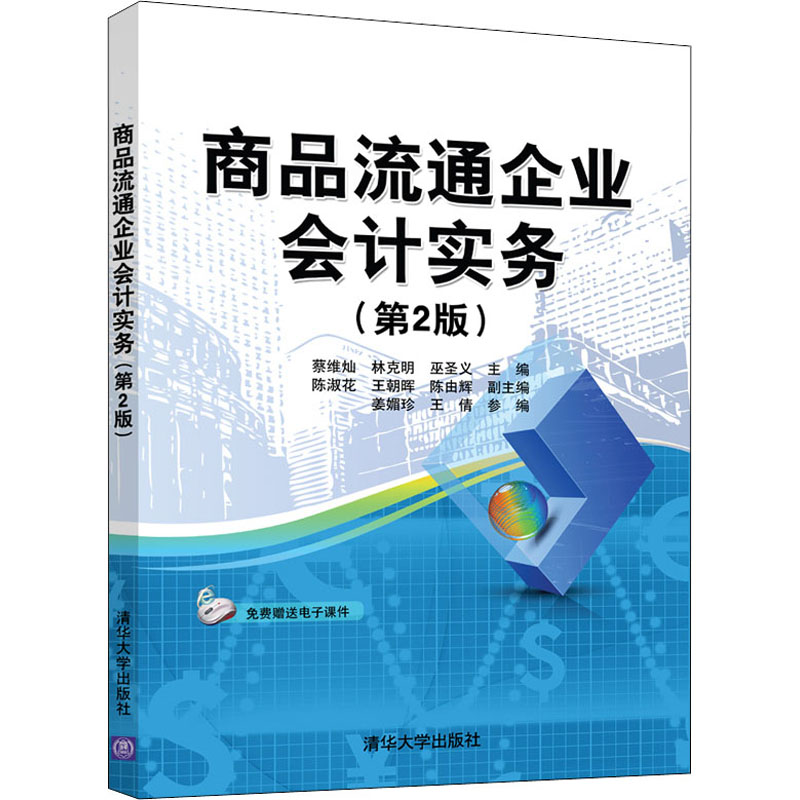 商品流通企业
会计实务
(第2版)
蔡维灿 林克明 巫圣义 主编
陈淑花 王朝晖 陈由辉 副主编
姜媚珍 王倩 参编
免费赠送电子课件
清华大学出版社
商品流通企业会计实务(第2版)
清华大学出版社